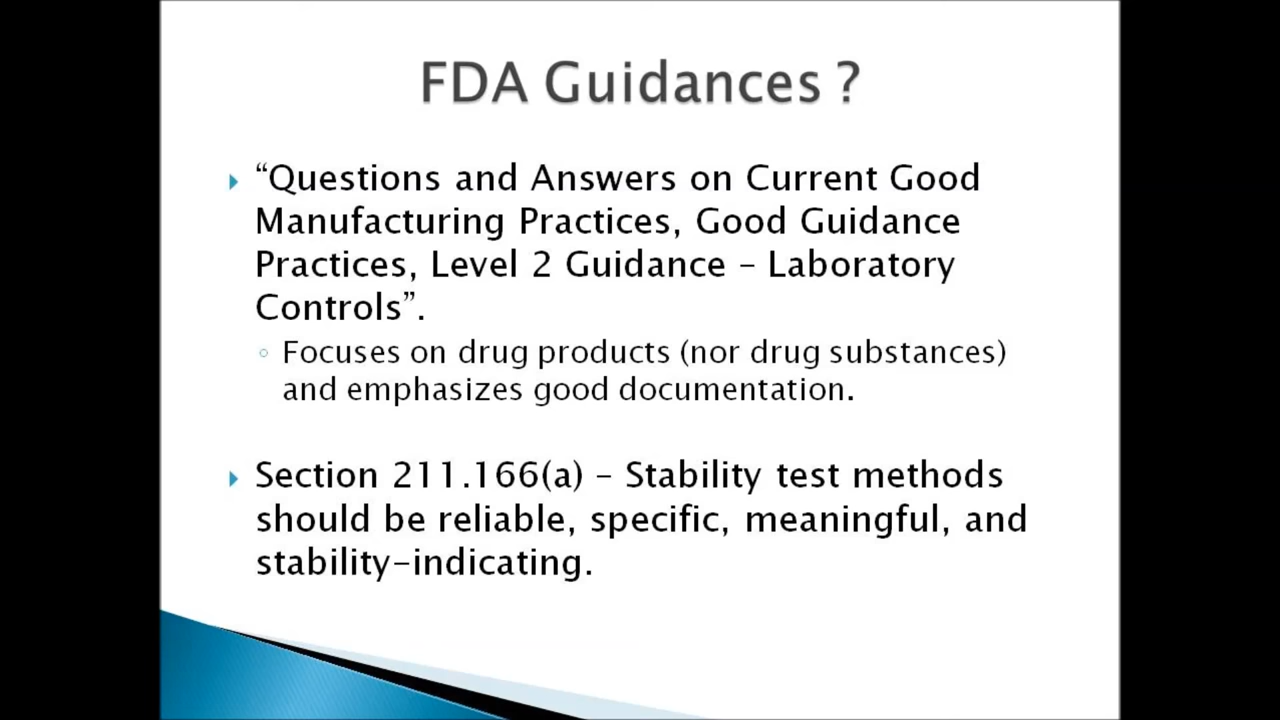 FDA Guidances ?
“Questions and Answers on Current Good
Manufacturing Practices, Good Guidance
Practices, Level 2 Guidance – Laboratory
Controls”.
Focuses on drug products (nor drug substances)
and emphasizes good documentation.
Section 211.166(a) – Stability test methods
should be reliable, specific, meaningful, and
stability-indicating.